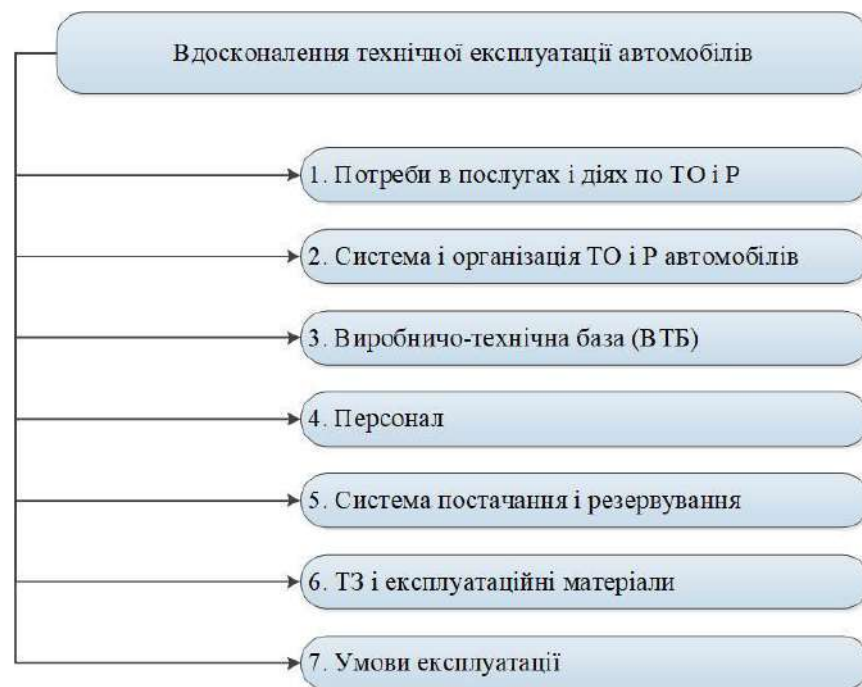 Вдосконалення технічної експлуатації автомобілів
1. Потреби в послугах і діях по ТО і Р
2. Система і організація ТО і Р автомобілів
3. Виробничо-технічна база (ВТБ)
4. Персонал
5. Система постачання і резервування
6. ТЗ і експлуатаційні матеріали
7. Умови експлуатації